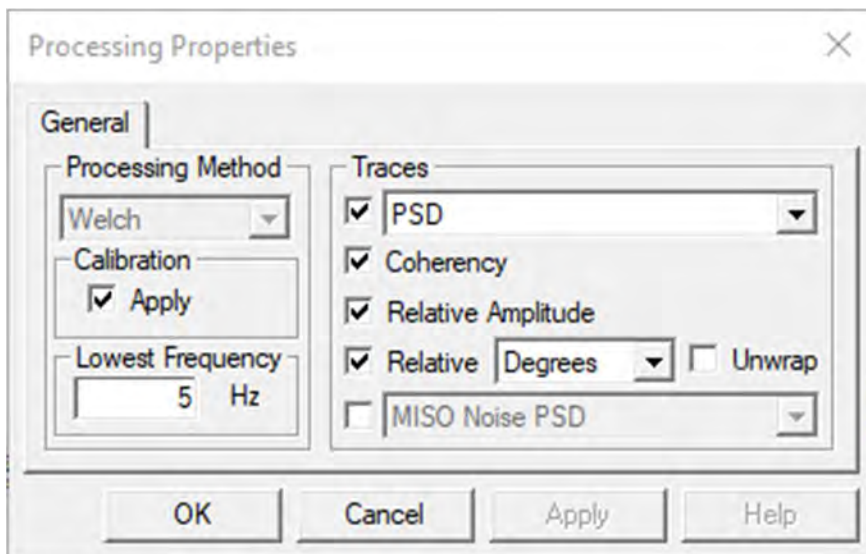 Processing Properties
General
Processing Method
Welch
Calibration
Apply
Lowest Frequency
5 Hz
Traces
PSD
Coherency
Relative Amplitude
Relative Degrees Unwrap
MISO Noise PSD
OK Cancel Apply Help